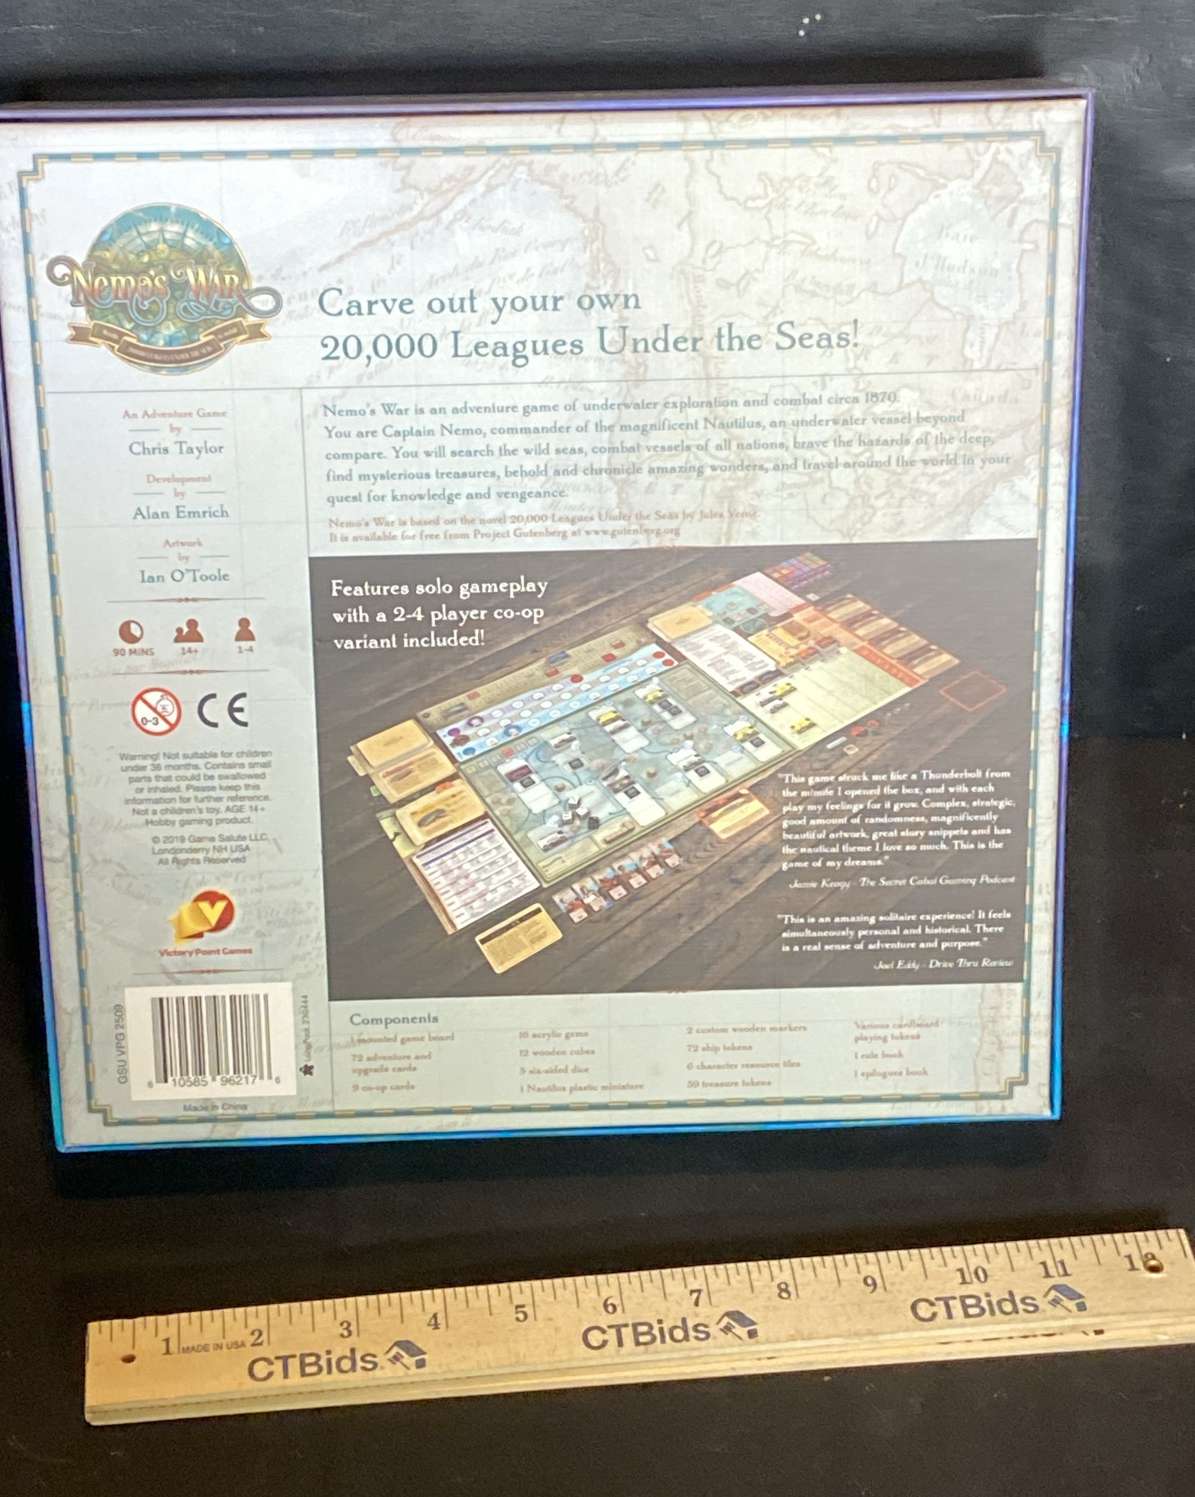 Nemo's War
Carve out your own
20,000 Leagues Under the Seas!
An Adventure Game
by
Chris Taylor
Development
by
Alan Emrich
Artwork
by
Ian O'Toole
90 MINS
14+
1-4
0-3
CE
Warning! Not suitable for children
under 36 months. Contains small
parts that could be swallowed
or inhaled. Please keep this
information for further reference.
Not a children's toy. AGE 14+
Hobby gaming product.
© 2019 Game Salute LLC,
Londonderry NH USA
All Rights Reserved
Victory Point Games
GSU VPG 2509
6 10585 96217 6
Made in China
Nemo's War is an adventure game of underwater exploration and combat circa 1870.
You are Captain Nemo, commander of the magnificent Nautilus, an underwater vessel beyond
compare. You will search the wild seas, combat vessels of all nations, brave the hazards of the deep,
find mysterious treasures, behold and chronicle amazing wonders, and travel around the world in your
quest for knowledge and vengeance.
Nemo's War is based on the novel 20,000 Leagues Under the Seas by Jules Verne.
It is available for free from Project Gutenberg at www.gutenberg.org
Features solo gameplay
with a 2-4 player co-op
variant included!
"This game struck me like a Thunderbolt from
the minute I opened the box, and with each
play my feelings for it grow. Complex, strategic,
good amount of randomness, magnificently
beautiful artwork, great story snippets and has
the nautical theme I love so much. This is the
game of my dreams."
Jamie Keagy - The Secret Cabal Gaming Podcast
"This is an amazing solitaire experience! It feels
simultaneously personal and historical. There
is a real sense of adventure and purpose."
Joel Eddy - Drive Thru Review
Components
1 mounted game board
72 adventure and
upgrade cards
9 co-op cards
16 acrylic gems
12 wooden cubes
5 six-sided dice
1 Nautilus plastic miniature
2 custom wooden markers
72 ship tokens
6 character resource tiles
59 treasure tokens
Various cardboard
playing tokens
1 rule book
1 epilogues book
1 2 3 4 5 6 7 8 9 10 11 12
MADE IN USA
CTBids CTBids CTBids